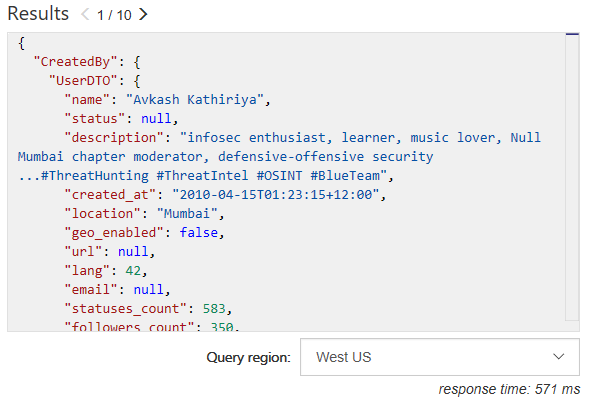 Results 1 / 10
{
"CreatedBy": {
"UserDTO": {
"name": "Avkash Kathiriya",
"status": null,
"description": "infosec enthusiast, learner, music lover, Null
Mumbai chapter moderator, defensive-offensive security
...#ThreatHunting #ThreatIntel #OSINT #BlueTeam",
"created_at": "2010-04-15T01:23:15+12:00",
"location": "Mumbai",
"geo_enabled": false,
"url": null,
"lang": 42,
"email": null,
"statuses_count": 583,
"followers_count": 350,
Query region: West US
response time: 571 ms